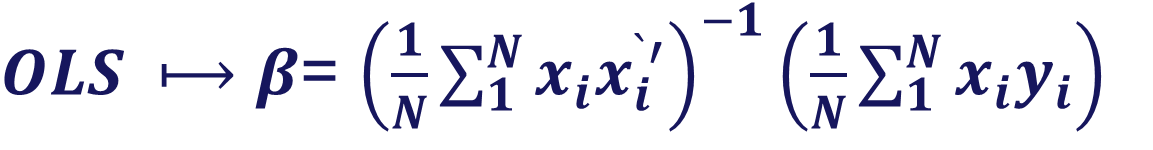 OLS ⟼ β= (1/N ∑₁ᴺ xᵢxᵢ`′)⁻¹ (1/N ∑₁ᴺ xᵢyᵢ)